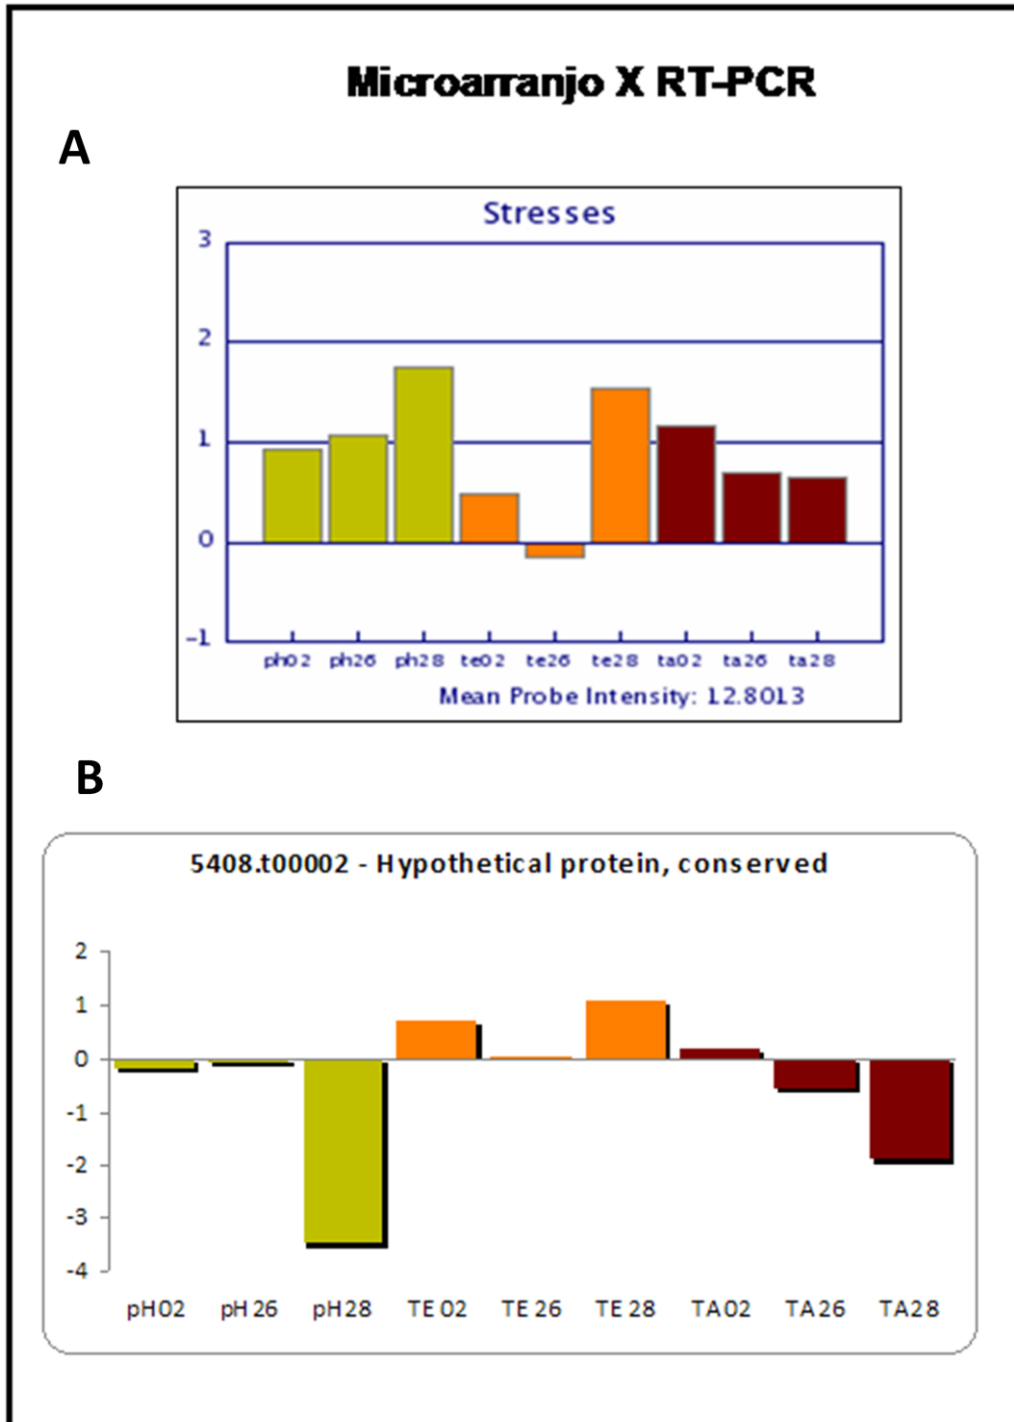 Microarranjo X RT-PCR
A
Stresses
3
2
1
0
-1
ph02 ph26 ph28 te02 te26 te28 ta02 ta26 ta28
Mean Probe Intensity: 12.8013
B
5408.t00002 - Hypothetical protein, conserved
2
1
0
-1
-2
-3
-4
pH02 pH26 pH28 TE02 TE26 TE28 TA02 TA26 TA28